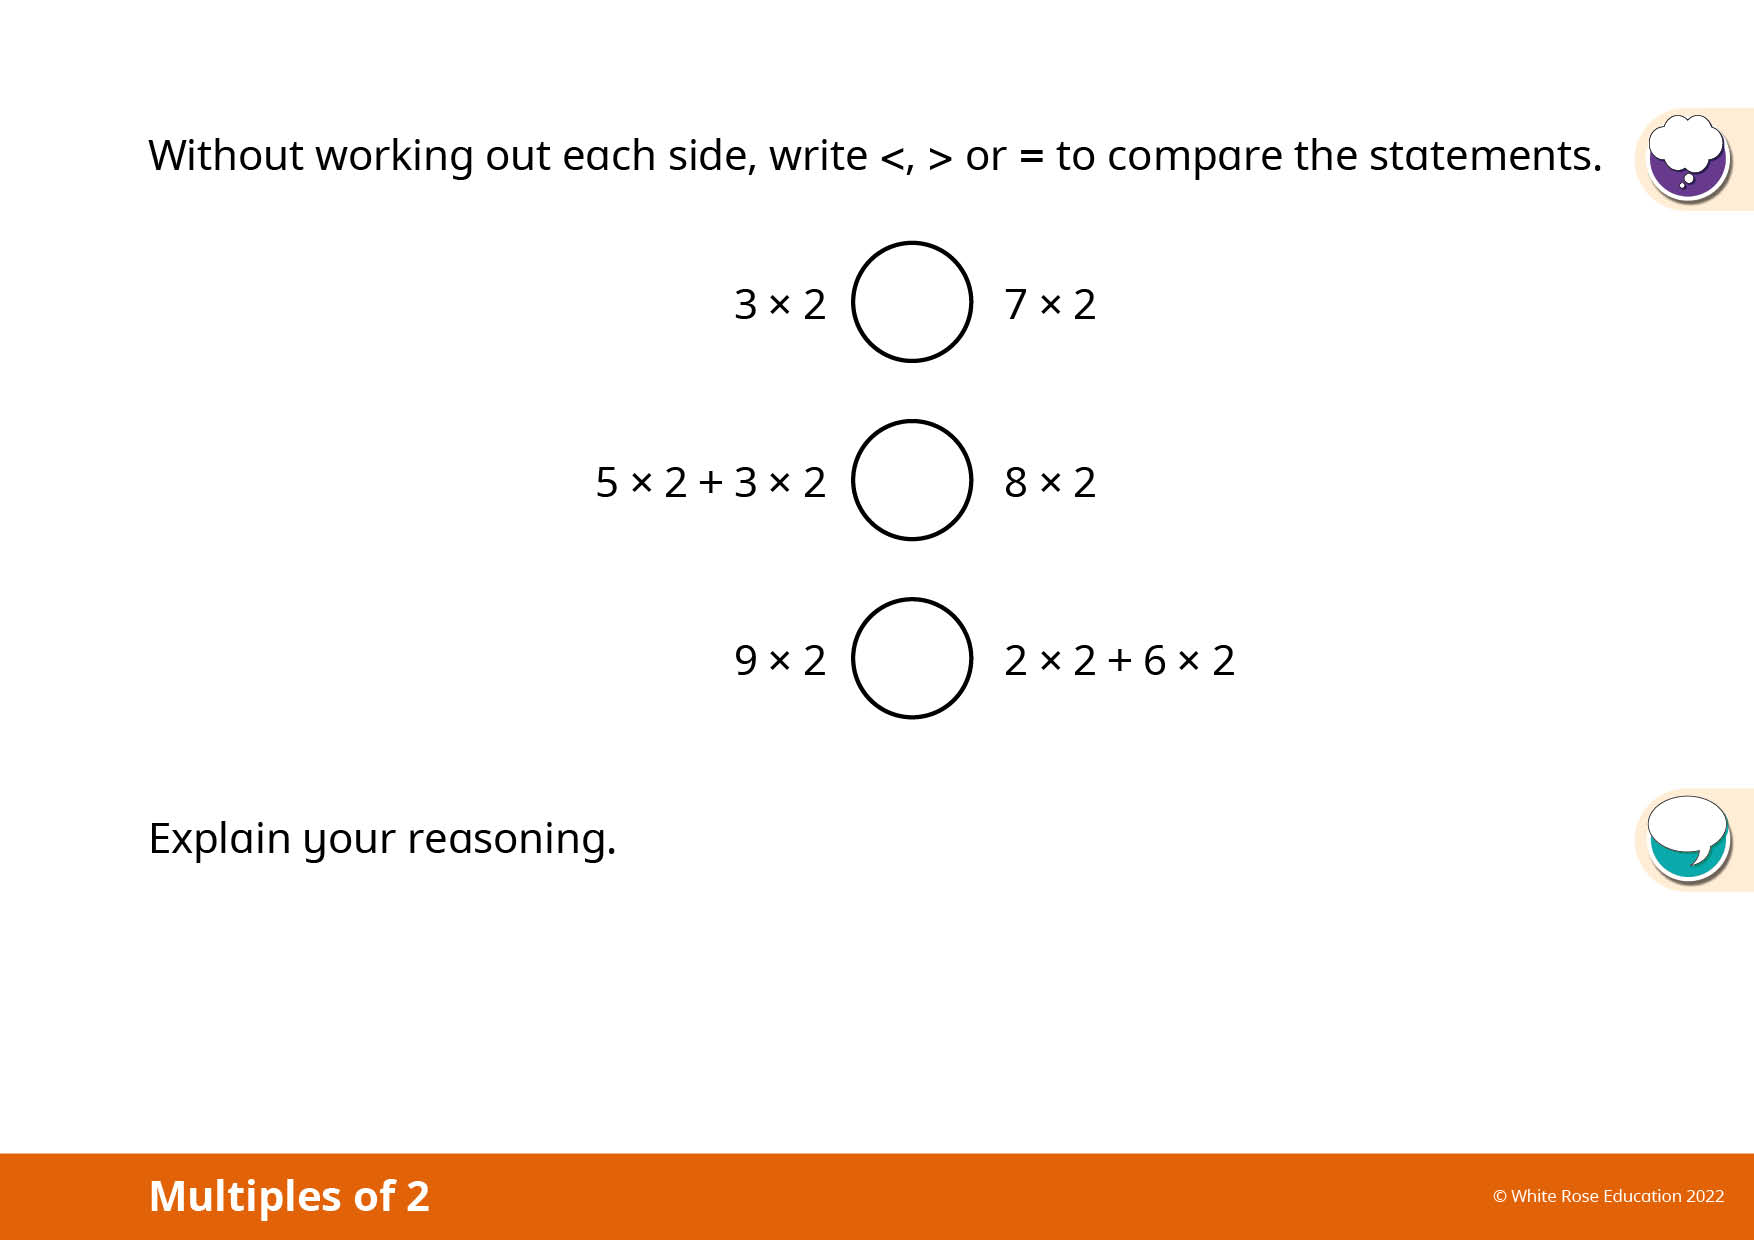 Without working out each side, write <, > or = to compare the statements.
3 × 2 7 × 2
5 × 2 + 3 × 2 8 × 2
9 × 2 2 × 2 + 6 × 2
Explain your reasoning.
Multiples of 2
© White Rose Education 2022